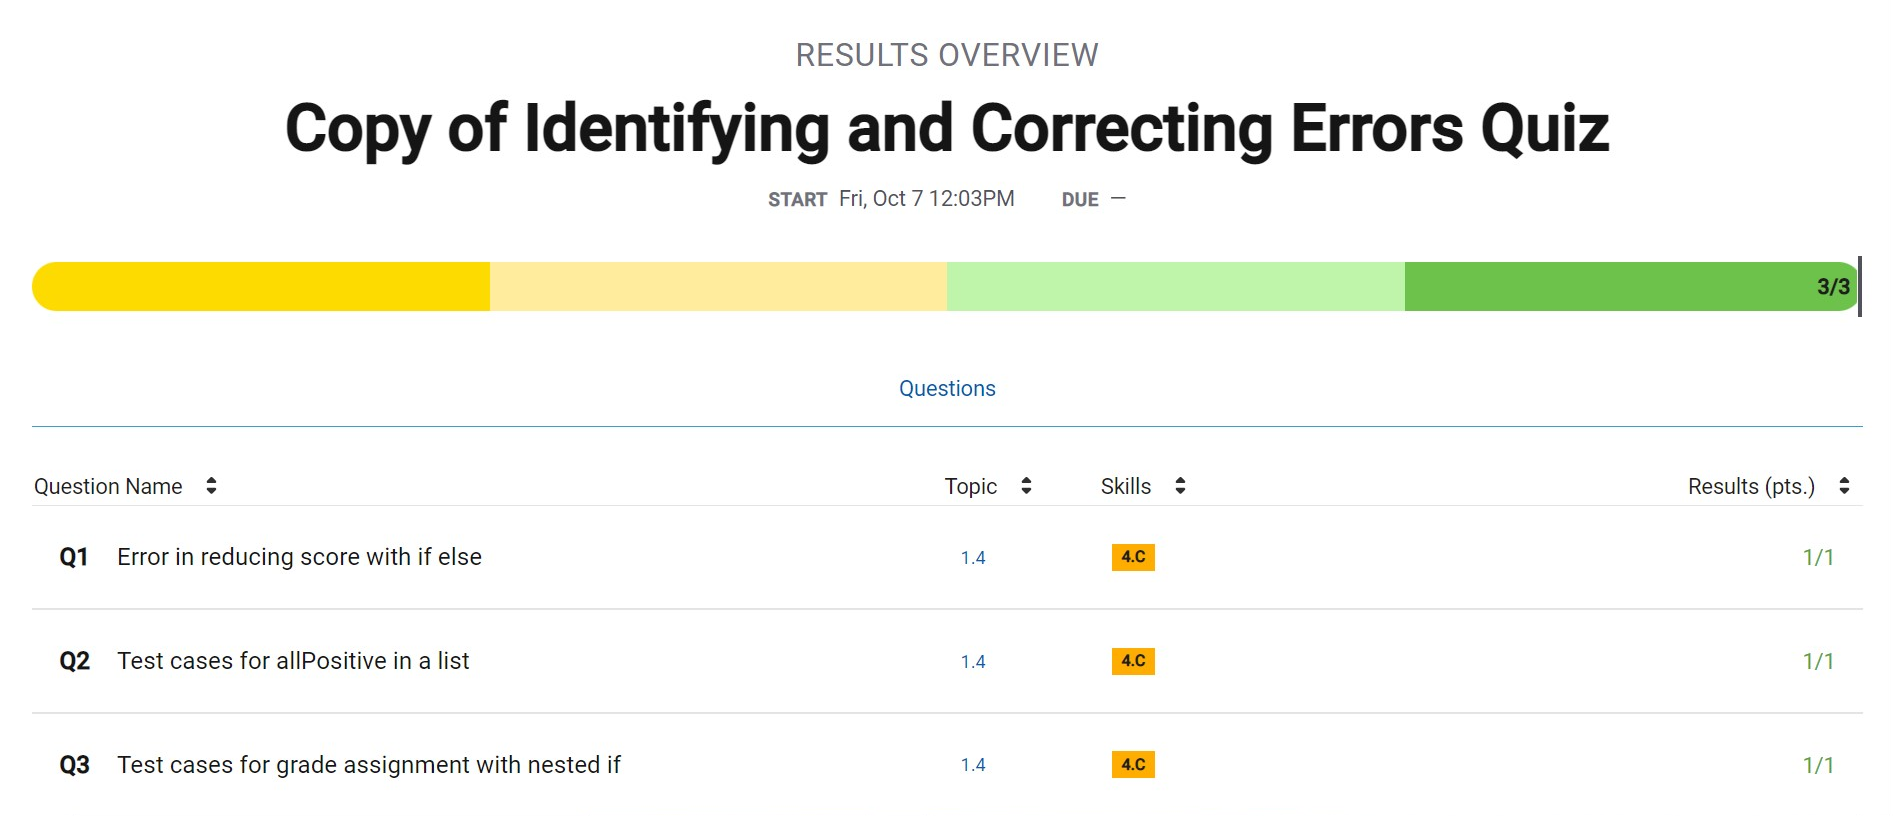 RESULTS OVERVIEW
Copy of Identifying and Correcting Errors Quiz
START Fri, Oct 7 12:03PM DUE —
3/3
Questions
Question Name Topic Skills Results (pts.)
Q1 Error in reducing score with if else 1.4 4.C 1/1
Q2 Test cases for allPositive in a list 1.4 4.C 1/1
Q3 Test cases for grade assignment with nested if 1.4 4.C 1/1